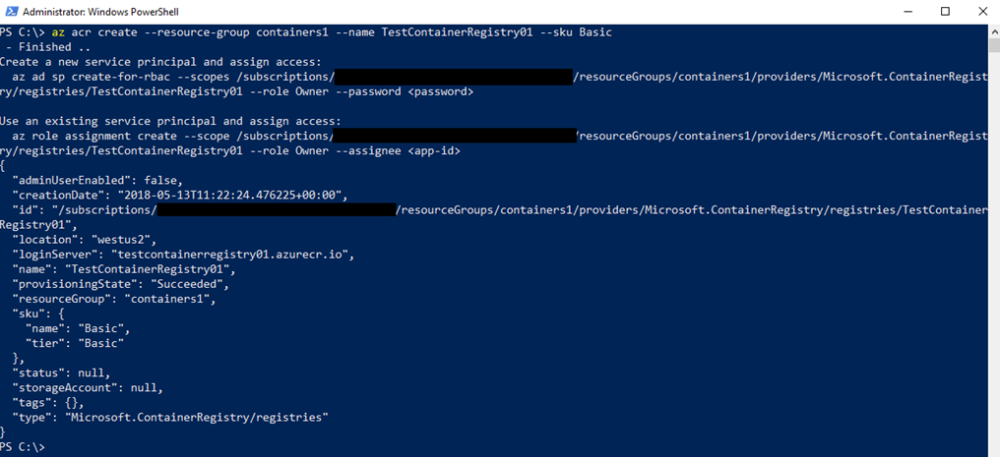 Administrator: Windows PowerShell
PS C:\> az acr create --resource-group containers1 --name TestContainerRegistry01 --sku Basic
 - Finished ..
Create a new service principal and assign access:
  az ad sp create-for-rbac --scopes /subscriptions/ /resourceGroups/containers1/providers/Microsoft.ContainerRegist
ry/registries/TestContainerRegistry01 --role Owner --password <password>

Use an existing service principal and assign access:
  az role assignment create --scope /subscriptions/ /resourceGroups/containers1/providers/Microsoft.ContainerRegist
ry/registries/TestContainerRegistry01 --role Owner --assignee <app-id>
{
  "adminUserEnabled": false,
  "creationDate": "2018-05-13T11:22:24.476225+00:00",
  "id": "/subscriptions/ /resourceGroups/containers1/providers/Microsoft.ContainerRegistry/registries/TestContainer
Registry01",
  "location": "westus2",
  "loginServer": "testcontainerregistry01.azurecr.io",
  "name": "TestContainerRegistry01",
  "provisioningState": "Succeeded",
  "resourceGroup": "containers1",
  "sku": {
    "name": "Basic",
    "tier": "Basic"
  },
  "status": null,
  "storageAccount": null,
  "tags": {},
  "type": "Microsoft.ContainerRegistry/registries"
}
PS C:\>